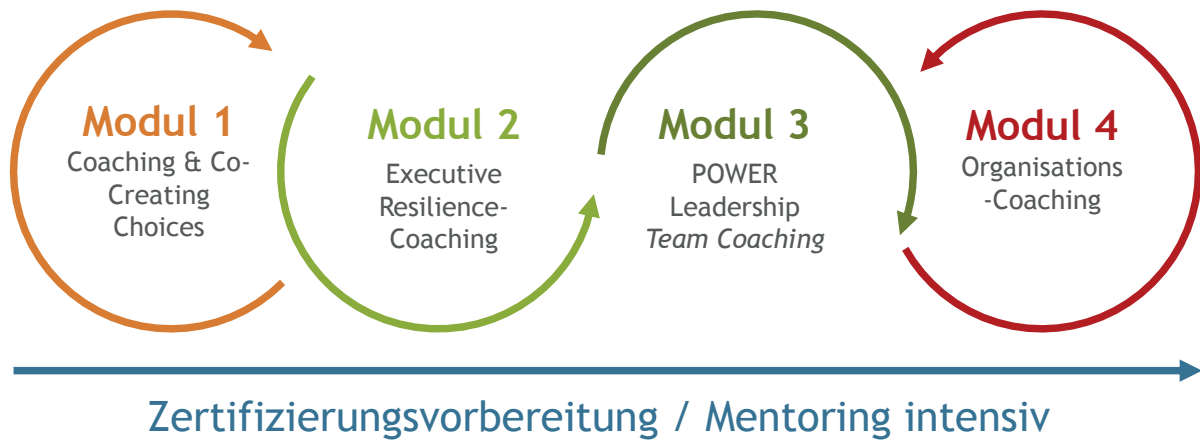 Modul 1
Coaching & Co-
Creating
Choices
Modul 2
Executive
Resilience-
Coaching
Modul 3
POWER
Leadership
Team Coaching
Modul 4
Organisations
-Coaching
Zertifizierungsvorbereitung / Mentoring intensiv